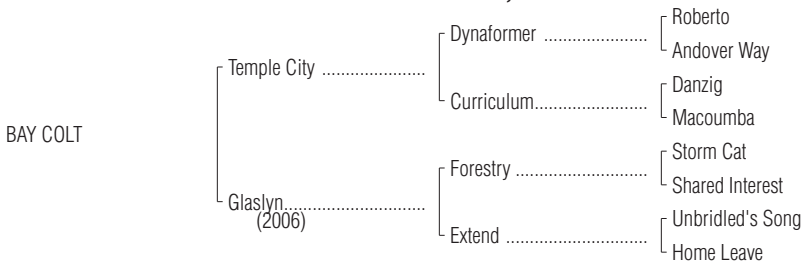 Roberto
Dynaformer ......................
Andover Way
Temple City ......................
Danzig
Curriculum........................
Macoumba
BAY COLT
Storm Cat
Forestry ............................
Shared Interest
Glaslyn..............................
(2006)
Unbridled's Song
Extend ..............................
Home Leave